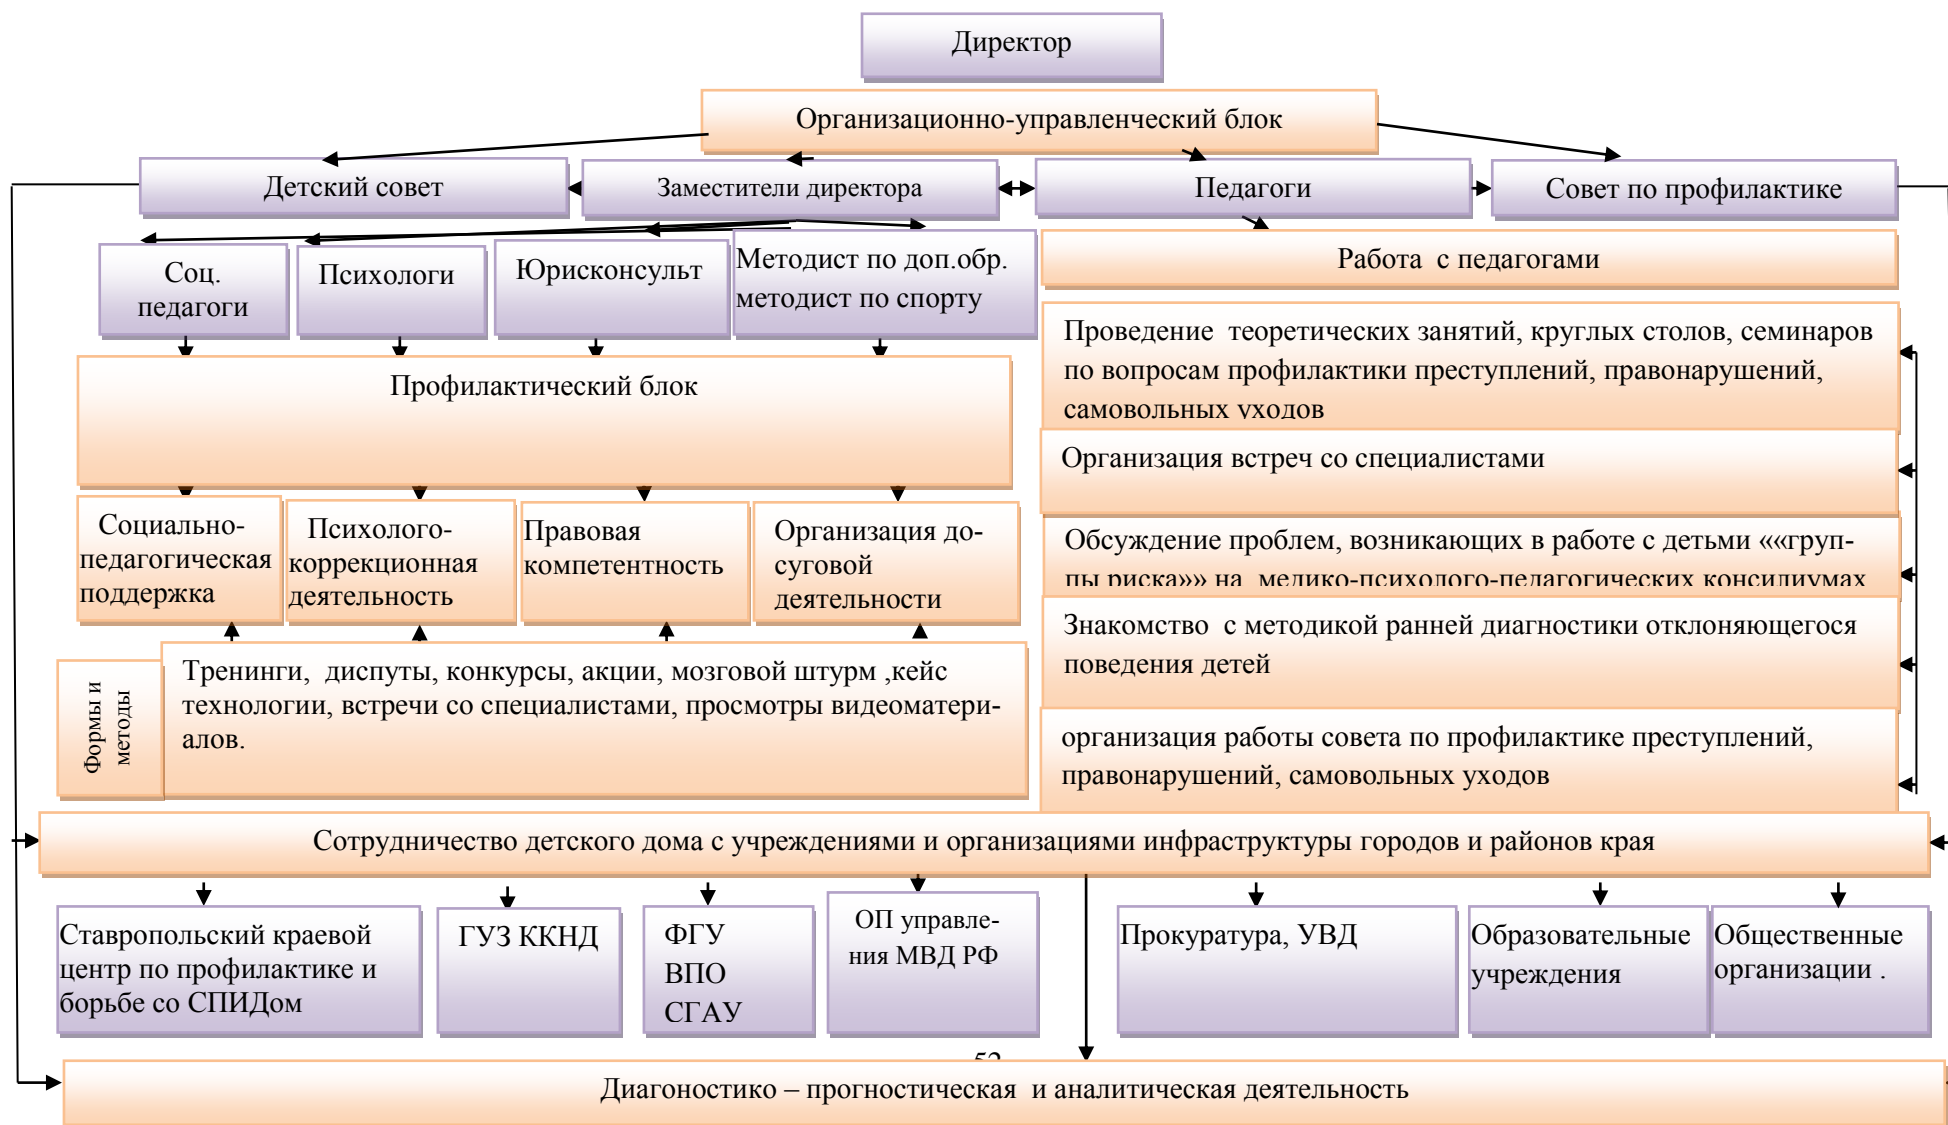 Директор
Организационно-управленческий блок
Детский совет
Заместители директора
Педагоги
Совет по профилактике
Соц.
педагоги
Психологи
Юрисконсульт
Методист по доп.обр.
методист по спорту
Работа с педагогами
Проведение теоретических занятий, круглых столов, семинаров
по вопросам профилактики преступлений, правонарушений,
самовольных уходов
Профилактический блок
Организация встреч со специалистами
Социально-
педагогическая
поддержка
Психолого-
коррекционная
деятельность
Правовая
компетентность
Организация до-
суговой
деятельности
Обсуждение проблем, возникающих в работе с детьми ««груп-
пы риска»» на медико-психолого-педагогических консилиумах
Знакомство с методикой ранней диагностики отклоняющегося
поведения детей
Формы и
методы
Тренинги, диспуты, конкурсы, акции, мозговой штурм ,кейс
технологии, встречи со специалистами, просмотры видеоматери-
алов.
организация работы совета по профилактике преступлений,
правонарушений, самовольных уходов
Сотрудничество детского дома с учреждениями и организациями инфраструктуры городов и районов края
Ставропольский краевой
центр по профилактике и
борьбе со СПИДом
ГУЗ ККНД
ФГУ
ВПО
СГАУ
ОП управле-
ния МВД РФ
Прокуратура, УВД
Образовательные
учреждения
Общественные
организации .
Диагоностико – прогностическая и аналитическая деятельность